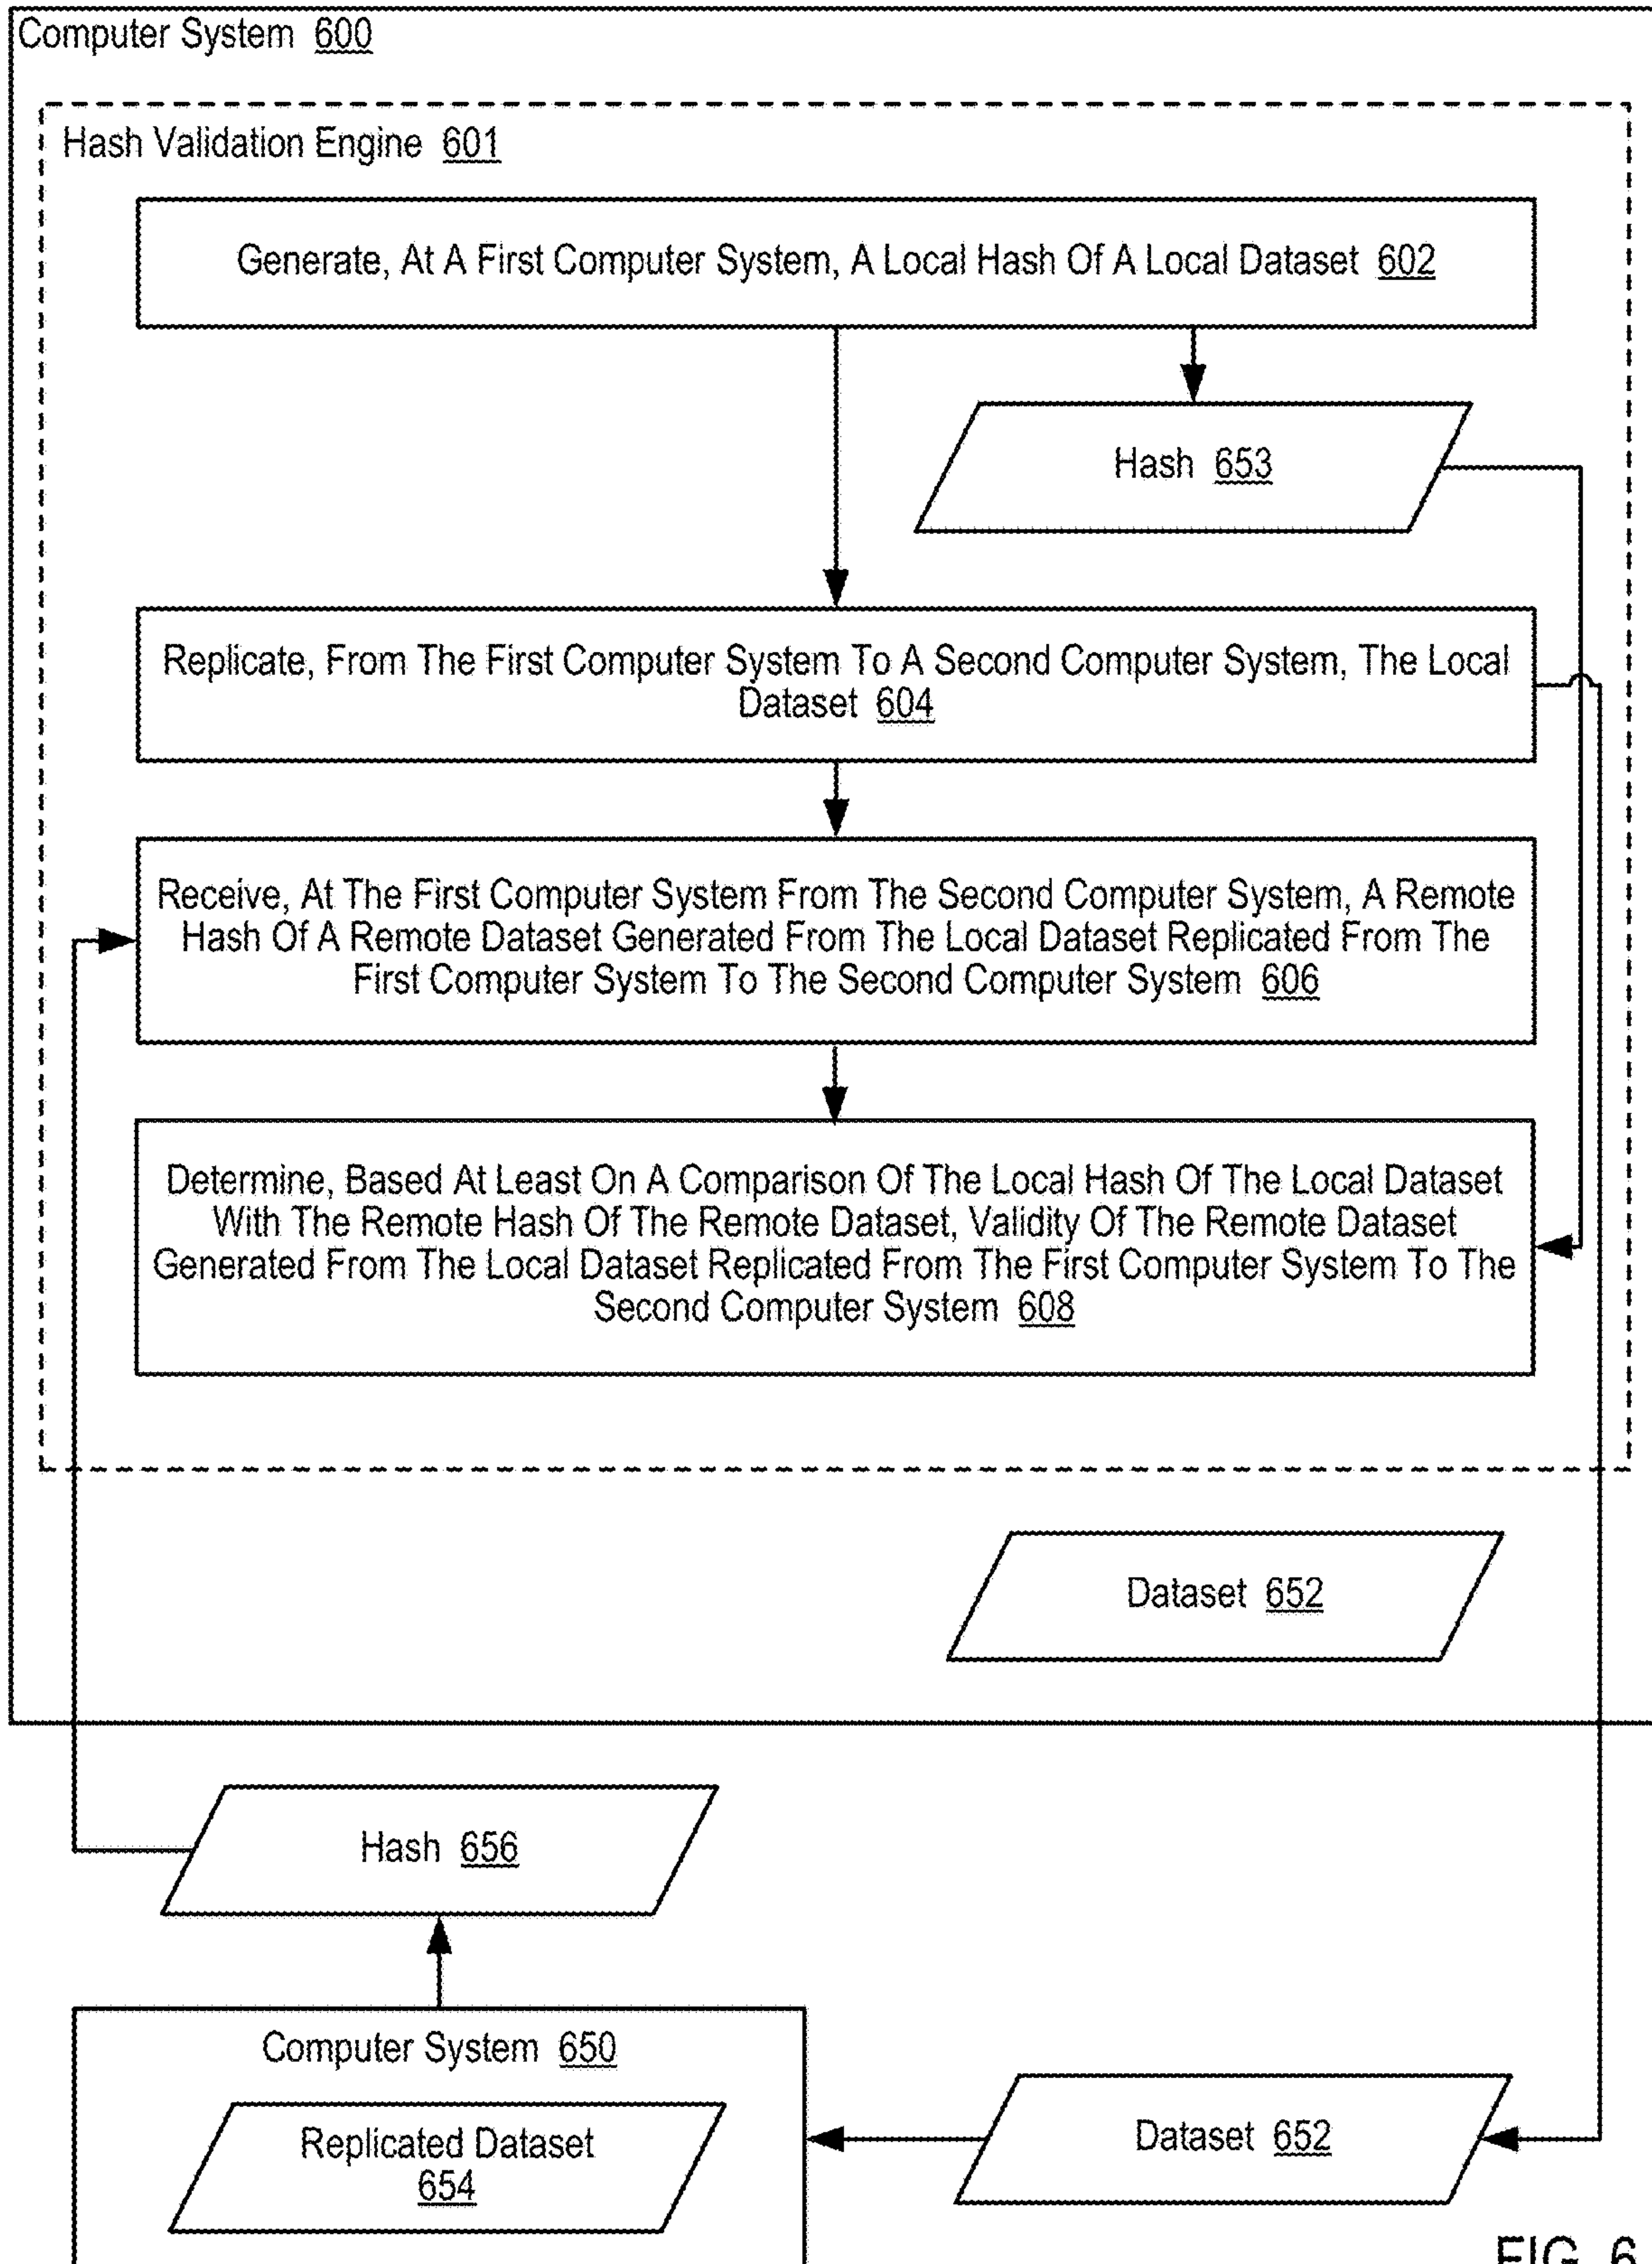 Computer System 600
Hash Validation Engine 601
Generate, At A First Computer System, A Local Hash Of A Local Dataset 602
Hash 653
Replicate, From The First Computer System To A Second Computer System, The Local
Dataset 604
Receive, At The First Computer System From The Second Computer System, A Remote
Hash Of A Remote Dataset Generated From The Local Dataset Replicated From The
First Computer System To The Second Computer System 606
Determine, Based At Least On A Comparison Of The Local Hash Of The Local Dataset
With The Remote Hash Of The Remote Dataset, Validity Of The Remote Dataset
Generated From The Local Dataset Replicated From The First Computer System To The
Second Computer System 608
Dataset 652
Hash 656
Computer System 650
Replicated Dataset
654
Dataset 652
FIG. 6